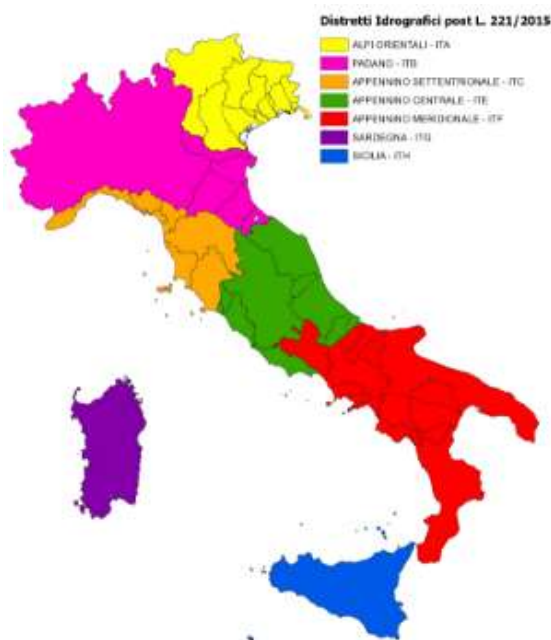 Distretti Idrografici post L. 221/2015
ALPI ORIENTALI - ITA
PADANO - ITB
APPENNINO SETTENTRIONALE - ITC
APPENNINO CENTRALE - ITE
APPENNINO MERIDIONALE - ITF
SARDEGNA - ITG
SICILIA - ITH